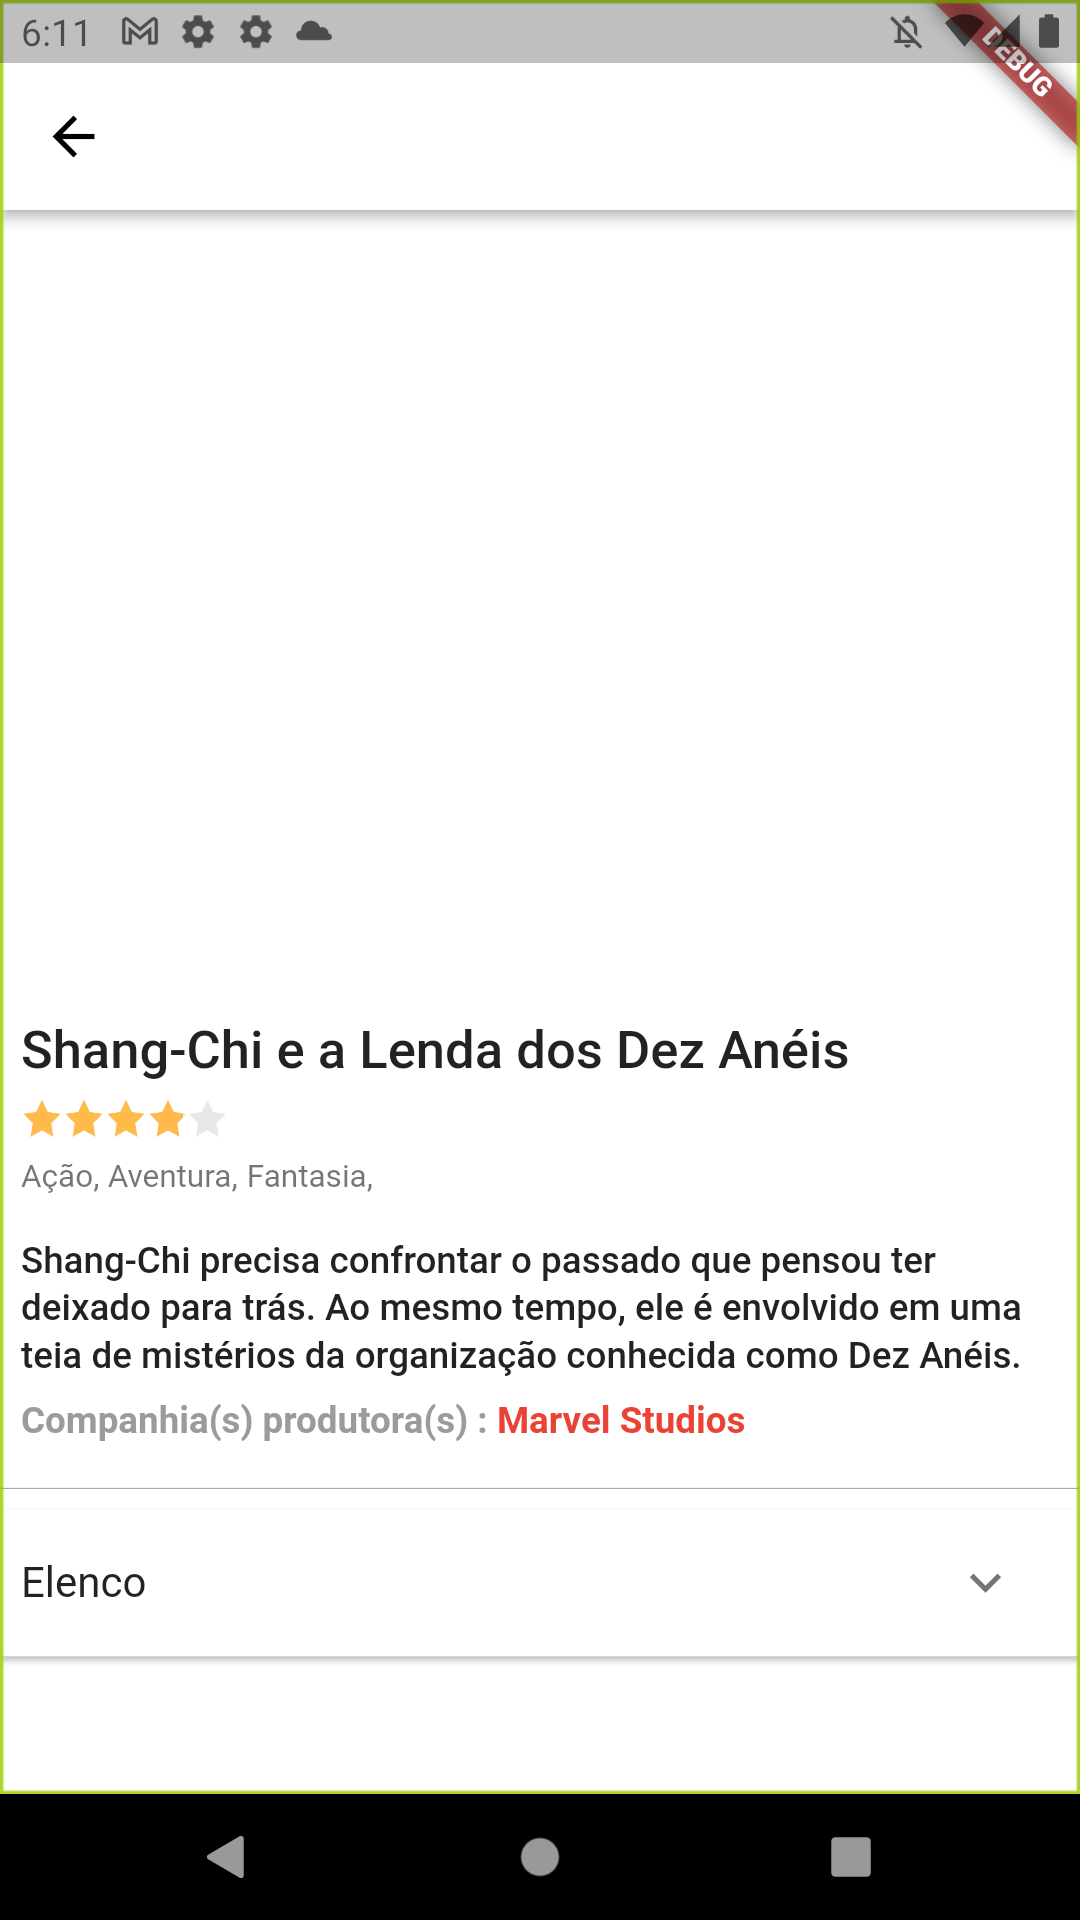 6:11
DEBUG
Shang-Chi e a Lenda dos Dez Anéis
Ação, Aventura, Fantasia,
Shang-Chi precisa confrontar o passado que pensou ter
deixado para trás. Ao mesmo tempo, ele é envolvido em uma
teia de mistérios da organização conhecida como Dez Anéis.
Companhia(s) produtora(s) : Marvel Studios
Elenco